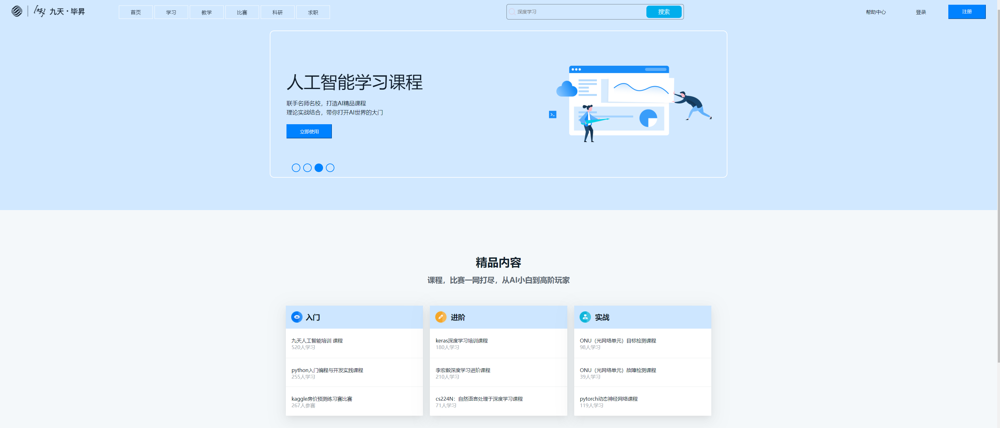 九天·毕昇
首页 学习 教学 比赛 科研 求职
深度学习 搜索
帮助中心 登录 注册
人工智能学习课程
联手名师名校，打造AI精品课程
理论实战结合，带你打开AI世界的大门
立即使用
精品内容
课程，比赛一网打尽，从AI小白到高阶玩家
入门
九天人工智能培训 课程
520人学习
python入门编程与开发实践课程
255人学习
kaggle房价预测练习赛比赛
267人参赛
进阶
keras深度学习培训课程
180人学习
李宏毅深度学习进阶课程
210人学习
cs224N：自然语言处理于深度学习课程
71人学习
实战
ONU（光网络单元）目标检测课程
98人学习
ONU（光网络单元）故障检测课程
39人学习
pytorch动态神经网络课程
119人学习